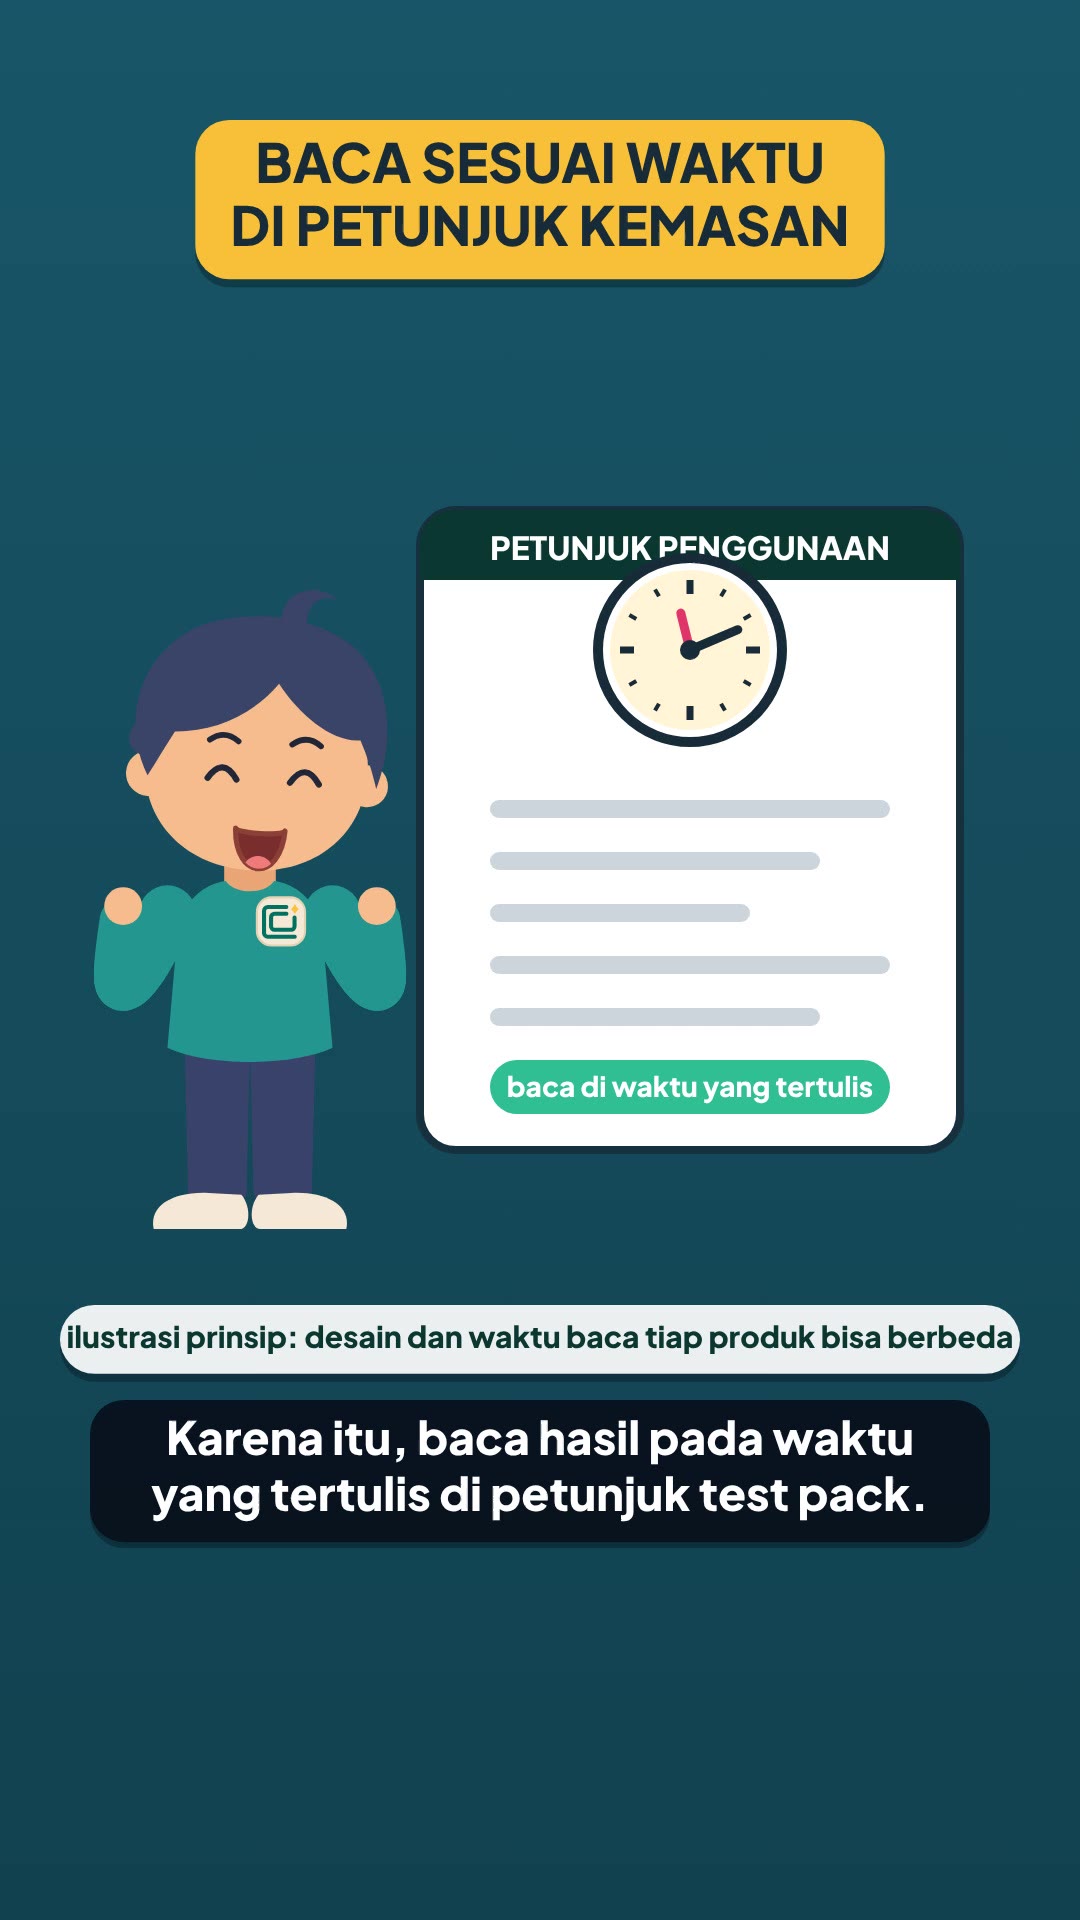 BACA SESUAI WAKTU
DI PETUNJUK KEMASAN
PETUNJUK PENGGUNAAN
baca di waktu yang tertulis
ilustrasi prinsip: desain dan waktu baca tiap produk bisa berbeda
Karena itu, baca hasil pada waktu
yang tertulis di petunjuk test pack.